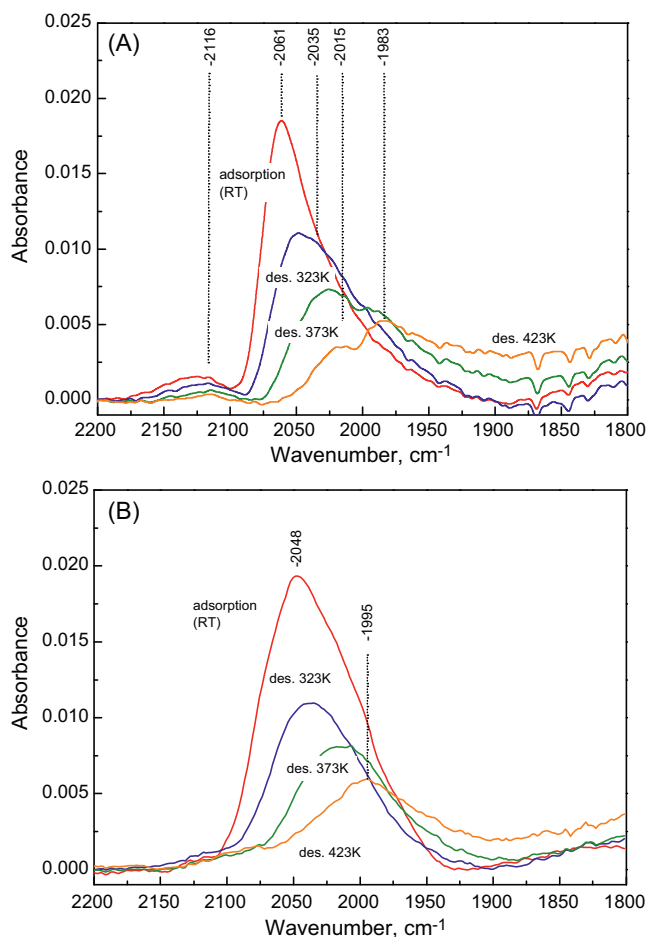 (A)
-2116
-2061
-2035
-2015
-1983
0.025
0.020
0.015
0.010
0.005
0.000
Absorbance
adsorption
(RT)
des. 323K
des. 373K
des. 423K
2200 2150 2100 2050 2000 1950 1900 1850 1800
Wavenumber, cm-1
(B)
-2048
-1995
0.025
0.020
0.015
0.010
0.005
0.000
Absorbance
adsorption
(RT)
des. 323K
des. 373K
des. 423K
2200 2150 2100 2050 2000 1950 1900 1850 1800
Wavenumber, cm-1